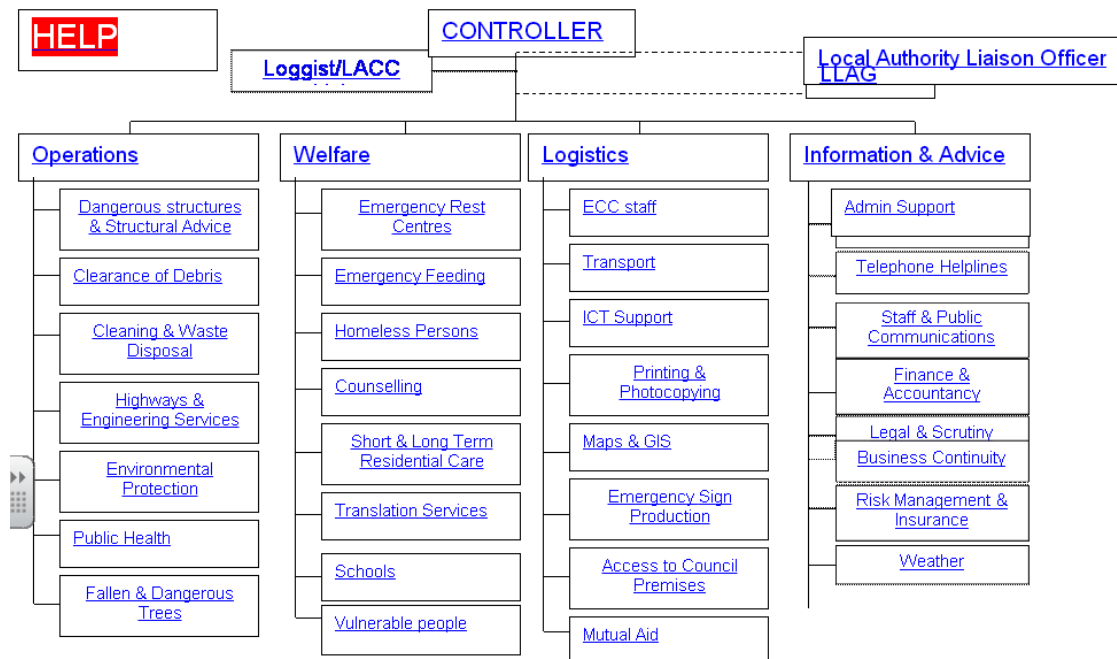 HELP
CONTROLLER
Loggist/LACC
Local Authority Liaison Officer
LLAG
Operations
Dangerous structures
& Structural Advice
Clearance of Debris
Cleaning & Waste
Disposal
Highways &
Engineering Services
Environmental
Protection
Public Health
Fallen & Dangerous
Trees
Welfare
Emergency Rest
Centres
Emergency Feeding
Homeless Persons
Counselling
Short & Long Term
Residential Care
Translation Services
Schools
Vulnerable people
Logistics
ECC staff
Transport
ICT Support
Printing &
Photocopying
Maps & GIS
Emergency Sign
Production
Access to Council
Premises
Mutual Aid
Information & Advice
Admin Support
Telephone Helplines
Staff & Public
Communications
Finance &
Accountancy
Legal & Scrutiny
Business Continuity
Risk Management &
Insurance
Weather